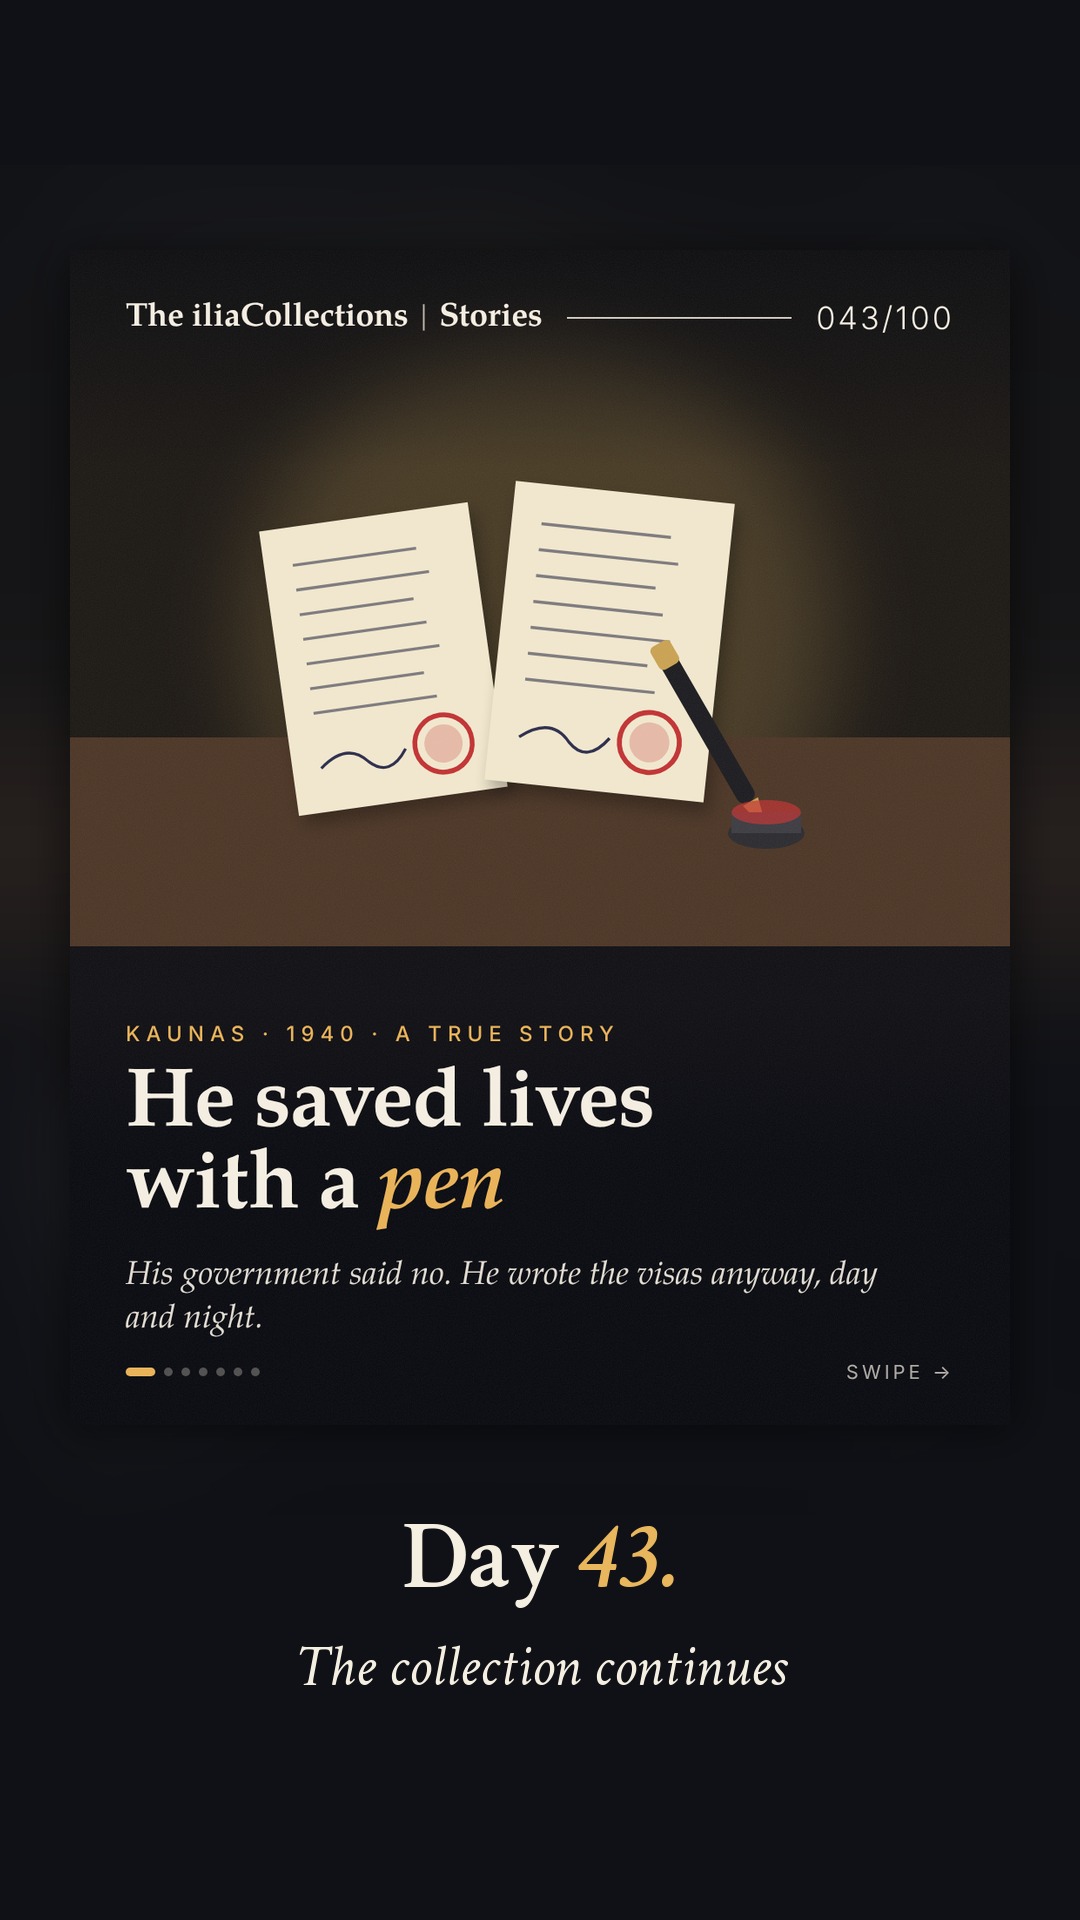 The iliaCollections | Stories 043/100
KAUNAS · 1940 · A TRUE STORY
He saved lives
with a pen
His government said no. He wrote the visas anyway, day
and night.
SWIPE →
Day 43.
The collection continues